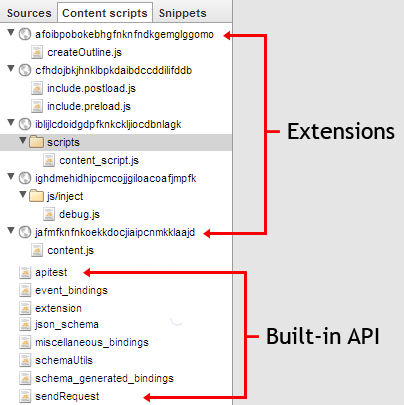 Sources Content scripts Snippets
afoibpobokebhgfnknfndkgemglggomo
createOutline.js
cfhdojbkjhnklbpkdaibdccddilifddb
include.postload.js
include.preload.js
iblijlcdoidgdpfknkckljiocdbnlagk
scripts
content_script.js
ighdmehidhipcmcojjgiloacoafjmpfk
js/inject
debug.js
jafmfknfnkoekkdocjiaipcnmkklaajd
content.js
apitest
event_bindings
extension
json_schema
miscellaneous_bindings
schemaUtils
schema_generated_bindings
sendRequest
Extensions
Built-in API